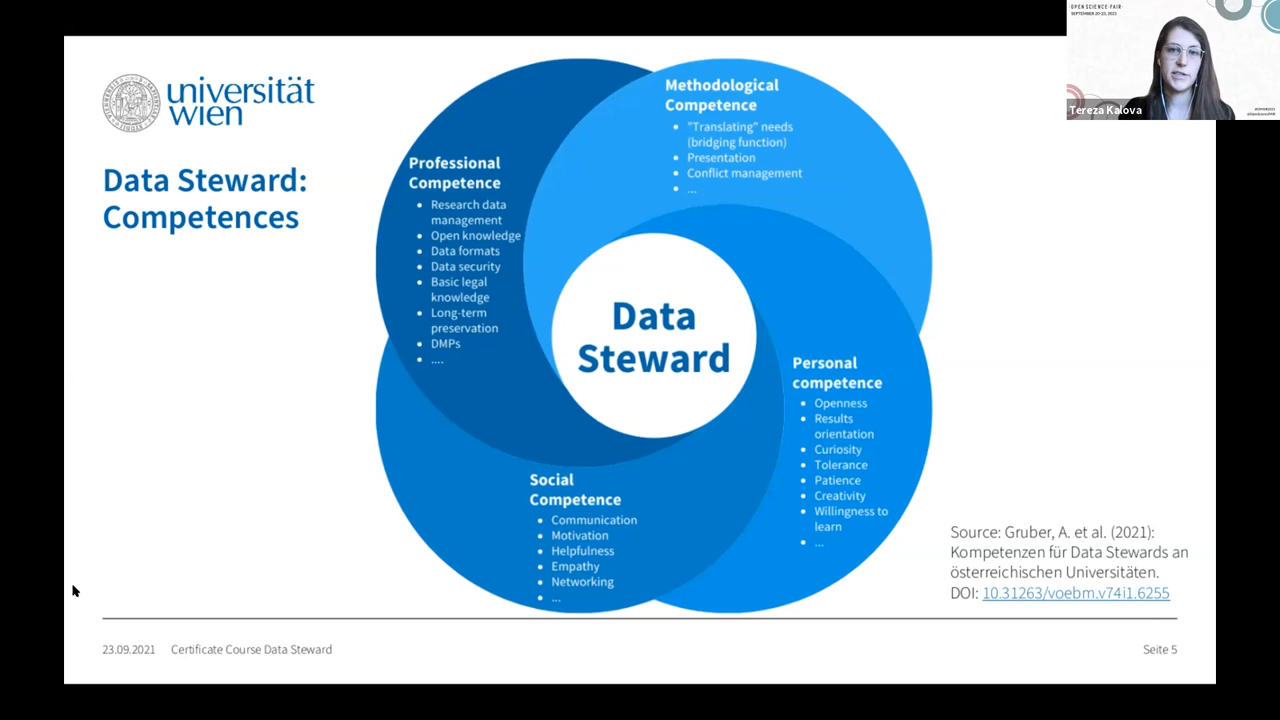 universität
wien
Data Steward:
Competences
Professional
Competence
• Research data
management
• Open knowledge
• Data formats
• Data security
• Basic legal
knowledge
• Long-term
preservation
• DMPs
• ....
Methodological
Competence
• "Translating" needs
(bridging function)
• Presentation
• Conflict management
• ...
Data
Steward
Personal
competence
• Openness
• Results
orientation
• Curiosity
• Tolerance
• Patience
• Creativity
• Willingness to
learn
• ...
Social
Competence
• Communication
• Motivation
• Helpfulness
• Empathy
• Networking
• ...
Source: Gruber, A. et al. (2021):
Kompetenzen für Data Stewards an
österreichischen Universitäten.
DOI: 10.31263/voebm.v74i1.6255
23.09.2021 Certificate Course Data Steward
Seite 5
OPEN SCIENCE FAIR
SEPTEMBER 20-23, 2021
Tereza Kalova